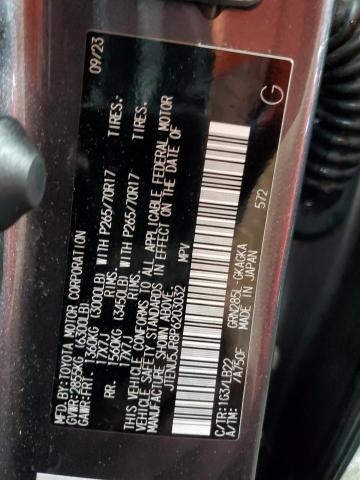 MFD.BY:TOYOTA MOTOR CORPORATION 09/23
GVWR:2855KG (6300LB)
GAWR:FRT. 1360KG (3000LB) WITH P265/70R17 TIRES.
17X7J RIMS.
RR. 1560KG (3450LB) WITH P265/70R17 TIRES.
17X7J RIMS.
THIS VEHICLE CONFORMS TO ALL APPLICABLE FEDERAL MOTOR
VEHICLE SAFETY STANDARDS IN EFFECT ON THE DATE OF
MANUFACTURE SHOWN ABOVE.
JTENU5JR8P6203032 MPV
G
C/TR:1G3/LB22 GRN285L-GKAGKA
A/TM: /A750F MADE IN JAPAN
572